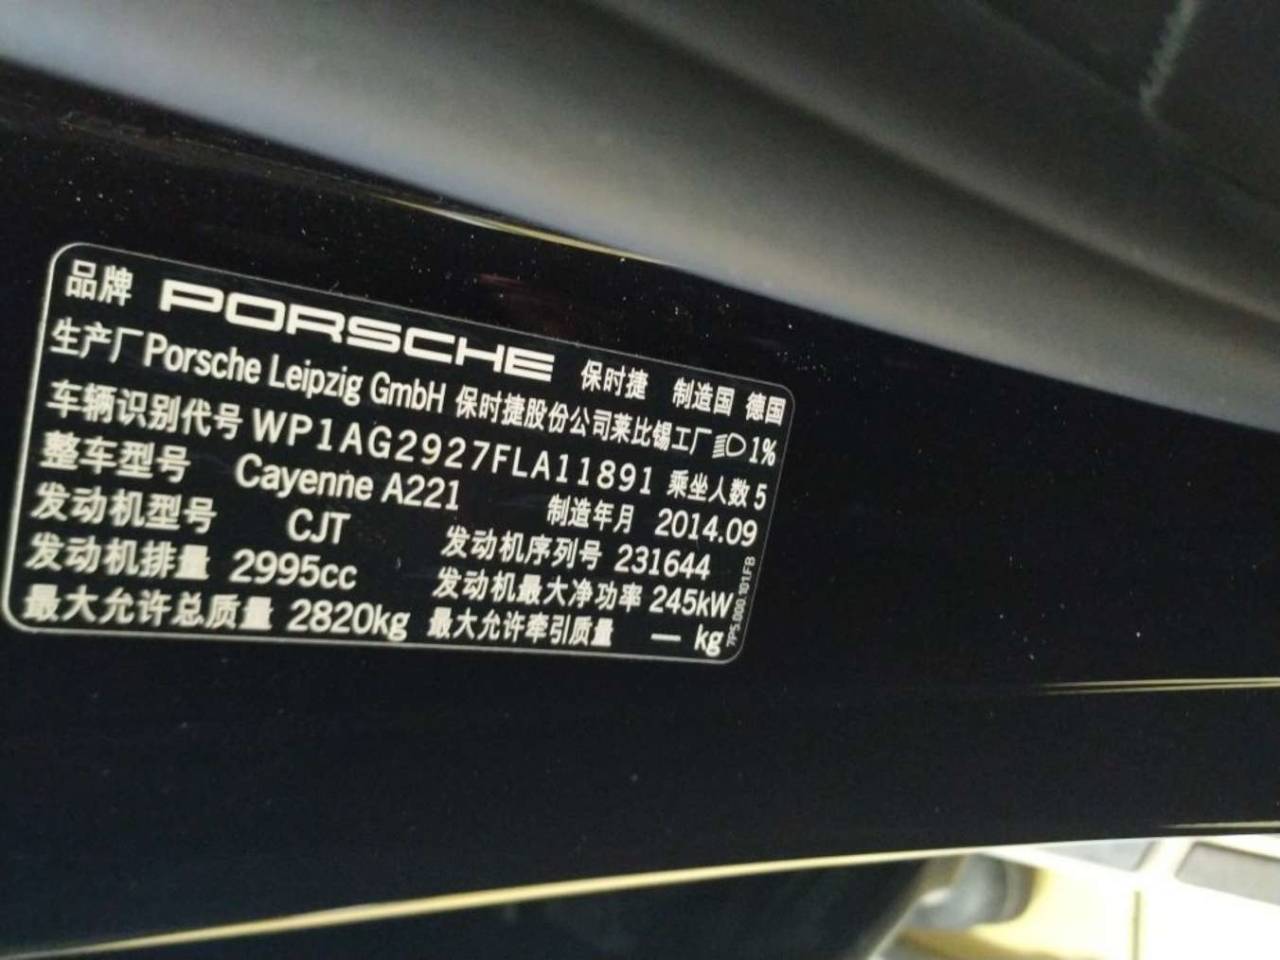 品牌 PORSCHE 保时捷 制造国 德国
生产厂 Porsche Leipzig GmbH 保时捷股份公司莱比锡工厂 1%
车辆识别代号 WP1AG2927FLA11891 乘坐人数 5
整车型号 Cayenne A221 制造年月 2014.09
发动机型号 CJT 发动机序列号 231644
发动机排量 2995cc 发动机最大净功率 245kW
最大允许总质量 2820kg 最大允许牵引质量 — kg
7P5.000.101.FB